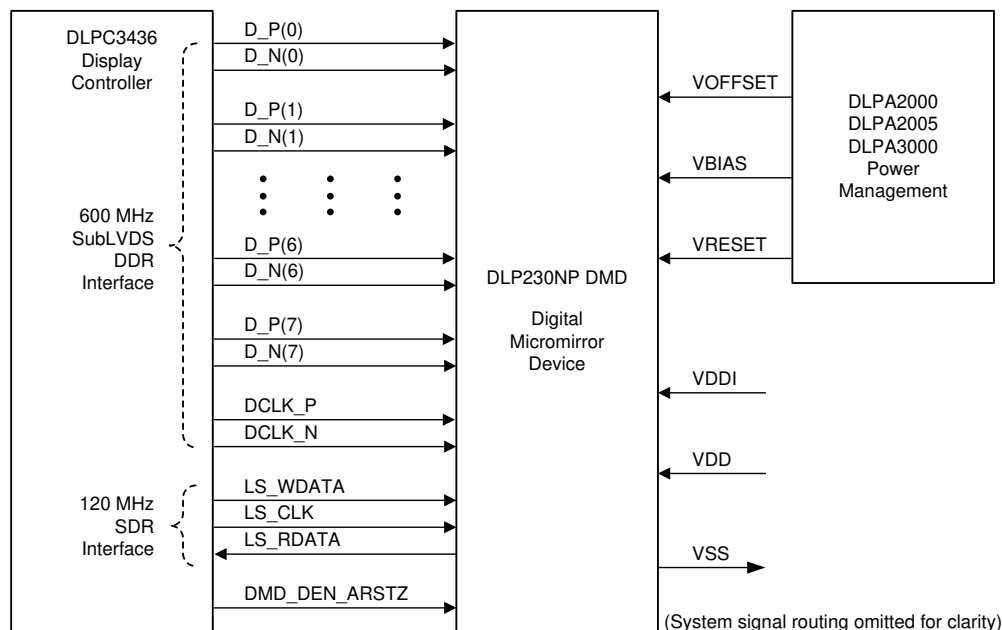 DLPC3436
Display
Controller
600 MHz
SubLVDS
DDR
Interface
120 MHz
SDR
Interface
D_P(0)
D_N(0)
D_P(1)
D_N(1)
D_P(6)
D_N(6)
D_P(7)
D_N(7)
DCLK_P
DCLK_N
LS_WDATA
LS_CLK
LS_RDATA
DMD_DEN_ARSTZ
DLP230NP DMD
Digital
Micromirror
Device
VOFFSET
VBIAS
VRESET
VDDI
VDD
VSS
DLPA2000
DLPA2005
DLPA3000
Power
Management
(System signal routing omitted for clarity)